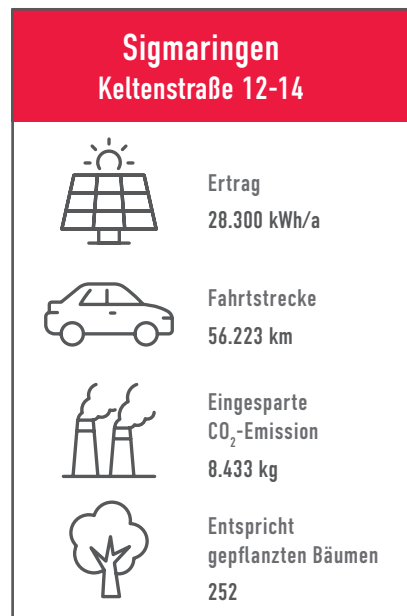 Sigmaringen
Keltenstraße 12-14
Ertrag
28.300 kWh/a
Fahrtstrecke
56.223 km
Eingesparte
CO₂-Emission
8.433 kg
Entspricht
gepflanzten Bäumen
252